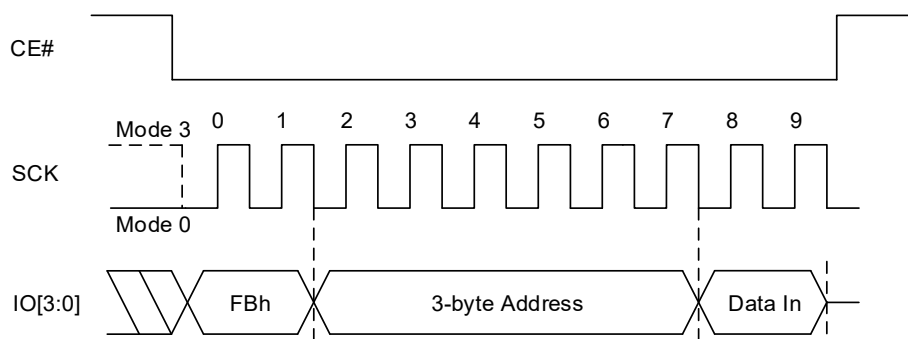 CE#
Mode 3
0 1 2 3 4 5 6 7 8 9
SCK
Mode 0
IO[3:0]
FBh
3-byte Address
Data In